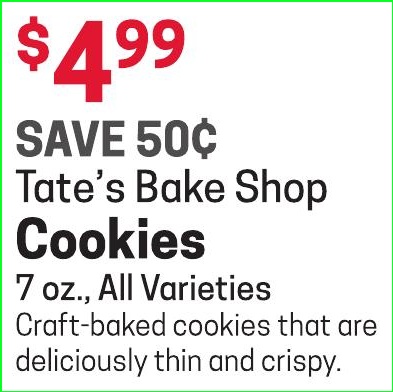 $4.99
SAVE 50¢
Tate's Bake Shop
Cookies
7 oz., All Varieties
Craft-baked cookies that are
deliciously thin and crispy.